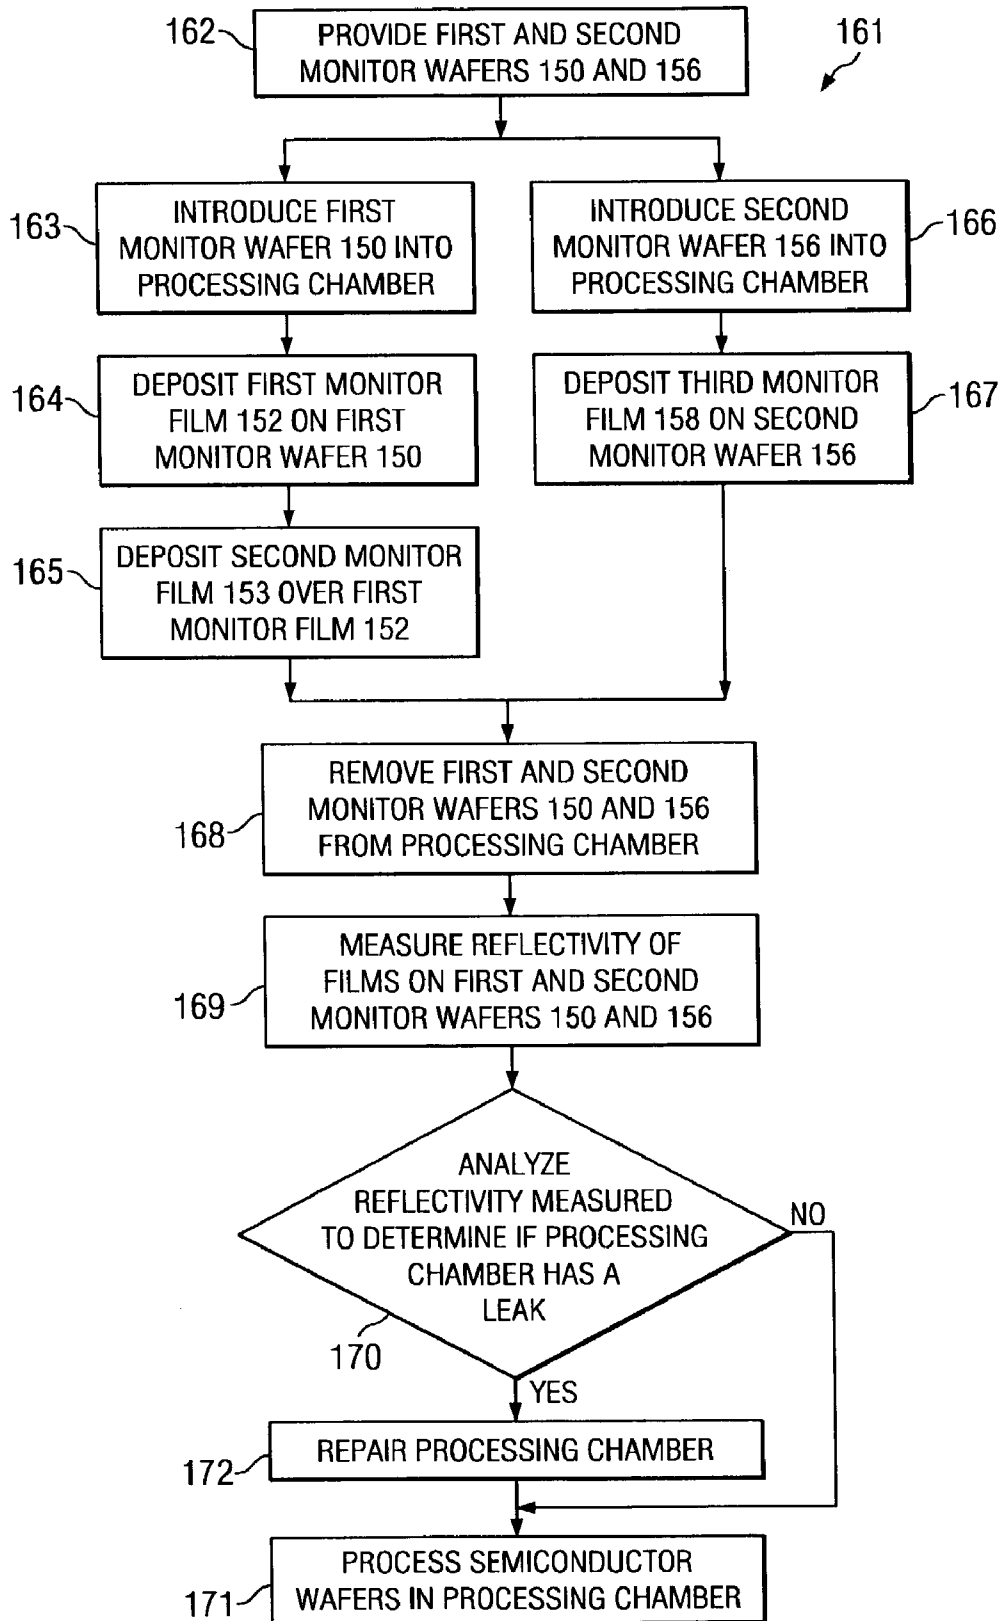 162
PROVIDE FIRST AND SECOND
MONITOR WAFERS 150 AND 156
161
163
INTRODUCE FIRST
MONITOR WAFER 150 INTO
PROCESSING CHAMBER
INTRODUCE SECOND
MONITOR WAFER 156 INTO
PROCESSING CHAMBER
166
164
DEPOSIT FIRST MONITOR
FILM 152 ON FIRST
MONITOR WAFER 150
DEPOSIT THIRD MONITOR
FILM 158 ON SECOND
MONITOR WAFER 156
167
165
DEPOSIT SECOND MONITOR
FILM 153 OVER FIRST
MONITOR FILM 152
168
REMOVE FIRST AND SECOND
MONITOR WAFERS 150 AND 156
FROM PROCESSING CHAMBER
169
MEASURE REFLECTIVITY OF
FILMS ON FIRST AND SECOND
MONITOR WAFERS 150 AND 156
ANALYZE
REFLECTIVITY MEASURED
TO DETERMINE IF PROCESSING
CHAMBER HAS A
LEAK
NO
170
YES
172
REPAIR PROCESSING CHAMBER
171
PROCESS SEMICONDUCTOR
WAFERS IN PROCESSING CHAMBER